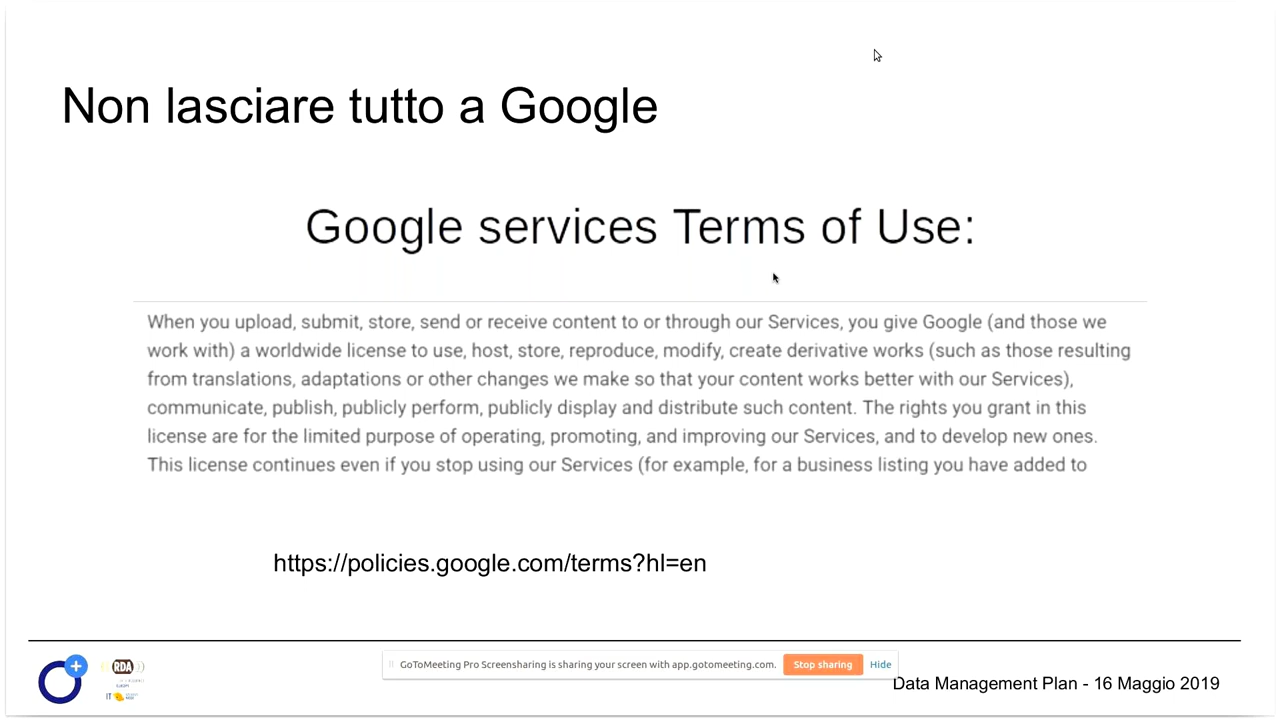 Non lasciare tutto a Google
Google services Terms of Use:
When you upload, submit, store, send or receive content to or through our Services, you give Google (and those we
work with) a worldwide license to use, host, store, reproduce, modify, create derivative works (such as those resulting
from translations, adaptations or other changes we make so that your content works better with our Services),
communicate, publish, publicly perform, publicly display and distribute such content. The rights you grant in this
license are for the limited purpose of operating, promoting, and improving our Services, and to develop new ones.
This license continues even if you stop using our Services (for example, for a business listing you have added to
https://policies.google.com/terms?hl=en
RDA
IT
GoToMeeting Pro Screensharing is sharing your screen with app.gotomeeting.com.
Stop sharing
Hide
Data Management Plan - 16 Maggio 2019